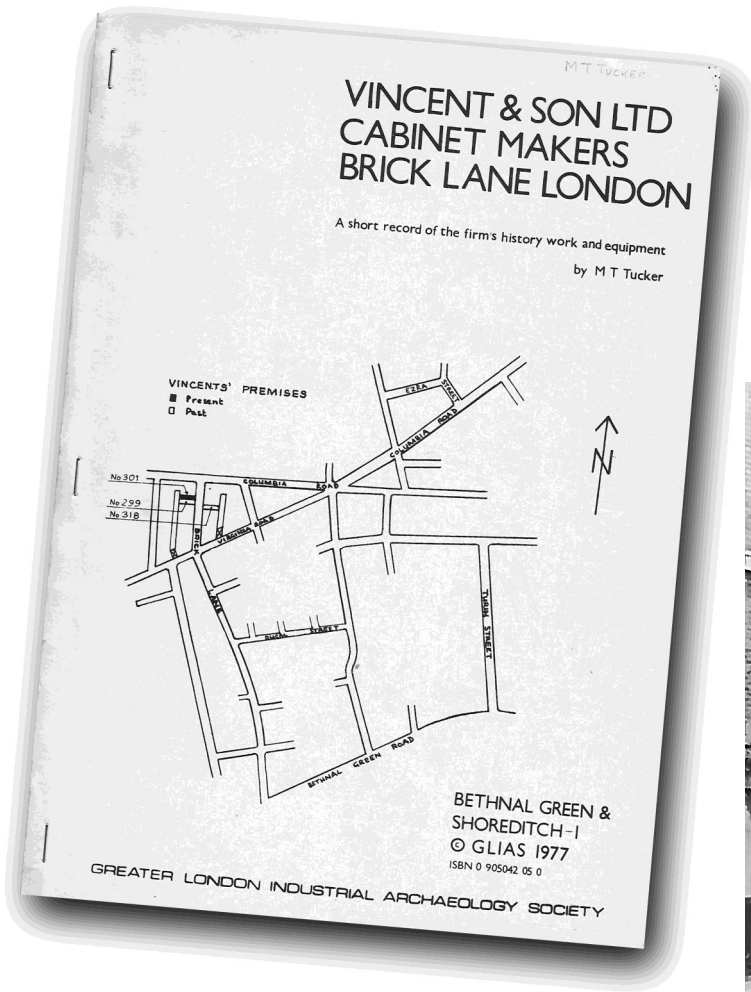 M T TUCKER
VINCENT & SON LTD
CABINET MAKERS
BRICK LANE LONDON
A short record of the firm's history work and equipment
by M T Tucker
VINCENTS' PREMISES
Present
Past
EZRA STREET
COLUMBIA ROAD
N
No 301
No 299
No 318
COLUMBIA ROAD
VIRGINIA ROAD
BRICK LANE
TURIN STREET
STREET
BETHNAL GREEN ROAD
BETHNAL GREEN &
SHOREDITCH-1
© GLIAS 1977
ISBN 0 905042 05 0
GREATER LONDON INDUSTRIAL ARCHAEOLOGY SOCIETY